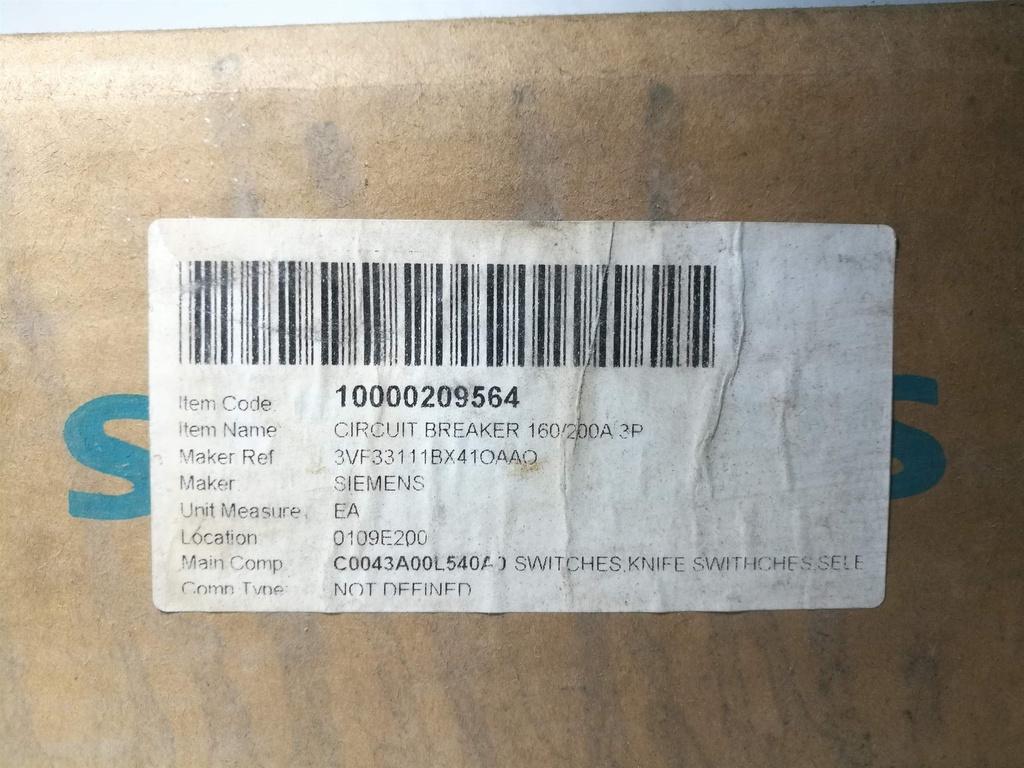 Item Code: 10000209564
Item Name CIRCUIT BREAKER 160/200A 3P
Maker Ref 3VF33111BX41OAAO
Maker SIEMENS
Unit Measure EA
Location 0109E200
Main Comp C0043A00L540A0 SWITCHES,KNIFE SWITHCHES,SELE
Comp Type: NOT DEFINED
S S